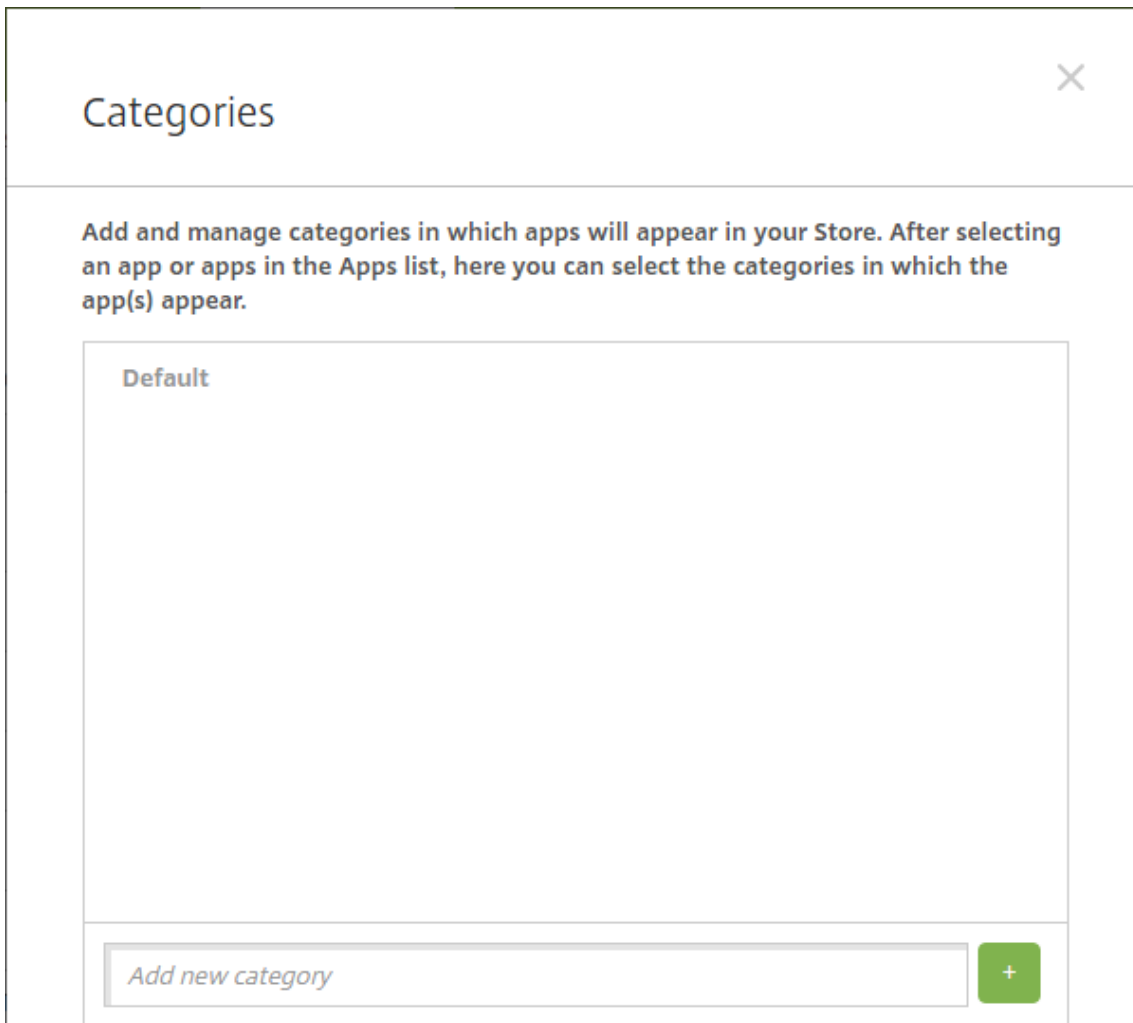 Categories
Add and manage categories in which apps will appear in your Store. After selecting
an app or apps in the Apps list, here you can select the categories in which the
app(s) appear.
Default
Add new category
+